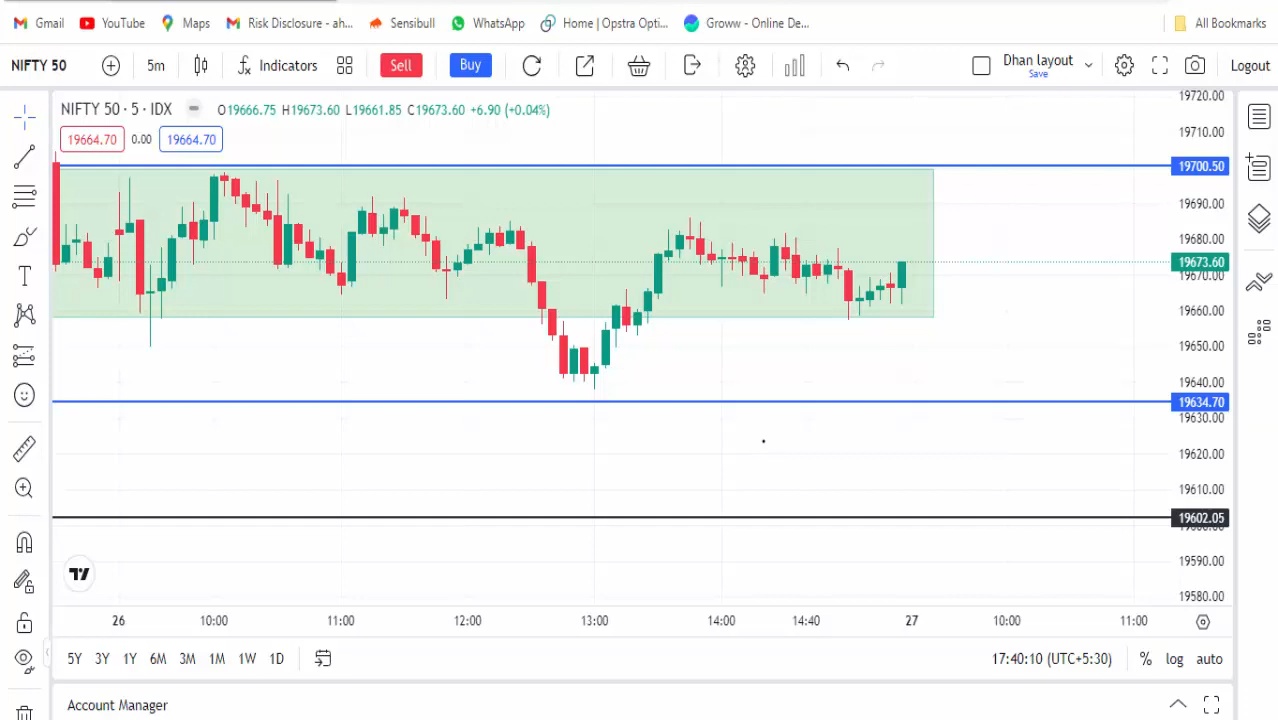 Gmail YouTube Maps Risk Disclosure - ah... Sensibull WhatsApp Home | Opstra Opti... Groww - Online De... All Bookmarks
NIFTY 50 5m Indicators Sell Buy Dhan layout Save Logout
NIFTY 50 · 5 · IDX O19666.75 H19673.60 L19661.85 C19673.60 +6.90 (+0.04%)
19664.70 0.00 19664.70
19720.00
19710.00
19700.50
19690.00
19680.00
19673.60
19670.00
19660.00
19650.00
19640.00
19634.70
19630.00
19620.00
19610.00
19602.05
19590.00
19580.00
26 10:00 11:00 12:00 13:00 14:00 14:40 27 10:00 11:00
5Y 3Y 1Y 6M 3M 1M 1W 1D 17:40:10 (UTC+5:30) % log auto
Account Manager